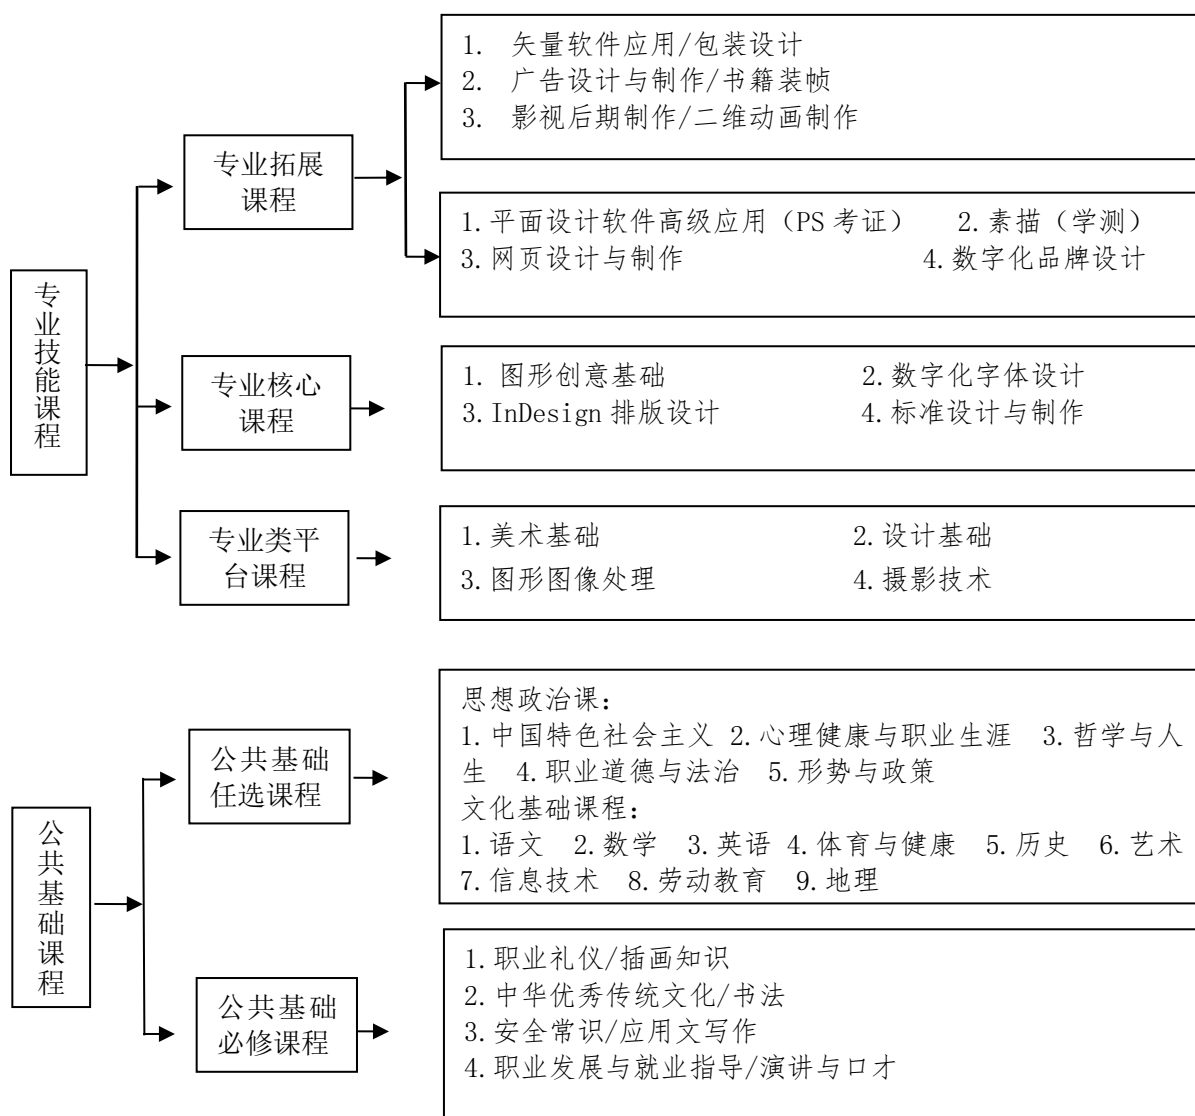 1. 矢量软件应用/包装设计
2. 广告设计与制作/书籍装帧
3. 影视后期制作/二维动画制作
专业拓展
课程
1.平面设计软件高级应用（PS 考证） 2.素描（学测）
3.网页设计与制作 4.数字化品牌设计
专业技能课程
专业核心
课程
1. 图形创意基础 2.数字化字体设计
3.InDesign 排版设计 4.标准设计与制作
专业类平
台课程
1.美术基础 2.设计基础
3.图形图像处理 4.摄影技术
公共基础课程
公共基础
任选课程
思想政治课：
1.中国特色社会主义 2.心理健康与职业生涯 3.哲学与人
生 4.职业道德与法治 5.形势与政策
文化基础课程：
1.语文 2.数学 3.英语 4.体育与健康 5.历史 6.艺术
7.信息技术 8.劳动教育 9.地理
公共基础
必修课程
1.职业礼仪/插画知识
2.中华优秀传统文化/书法
3.安全常识/应用文写作
4.职业发展与就业指导/演讲与口才